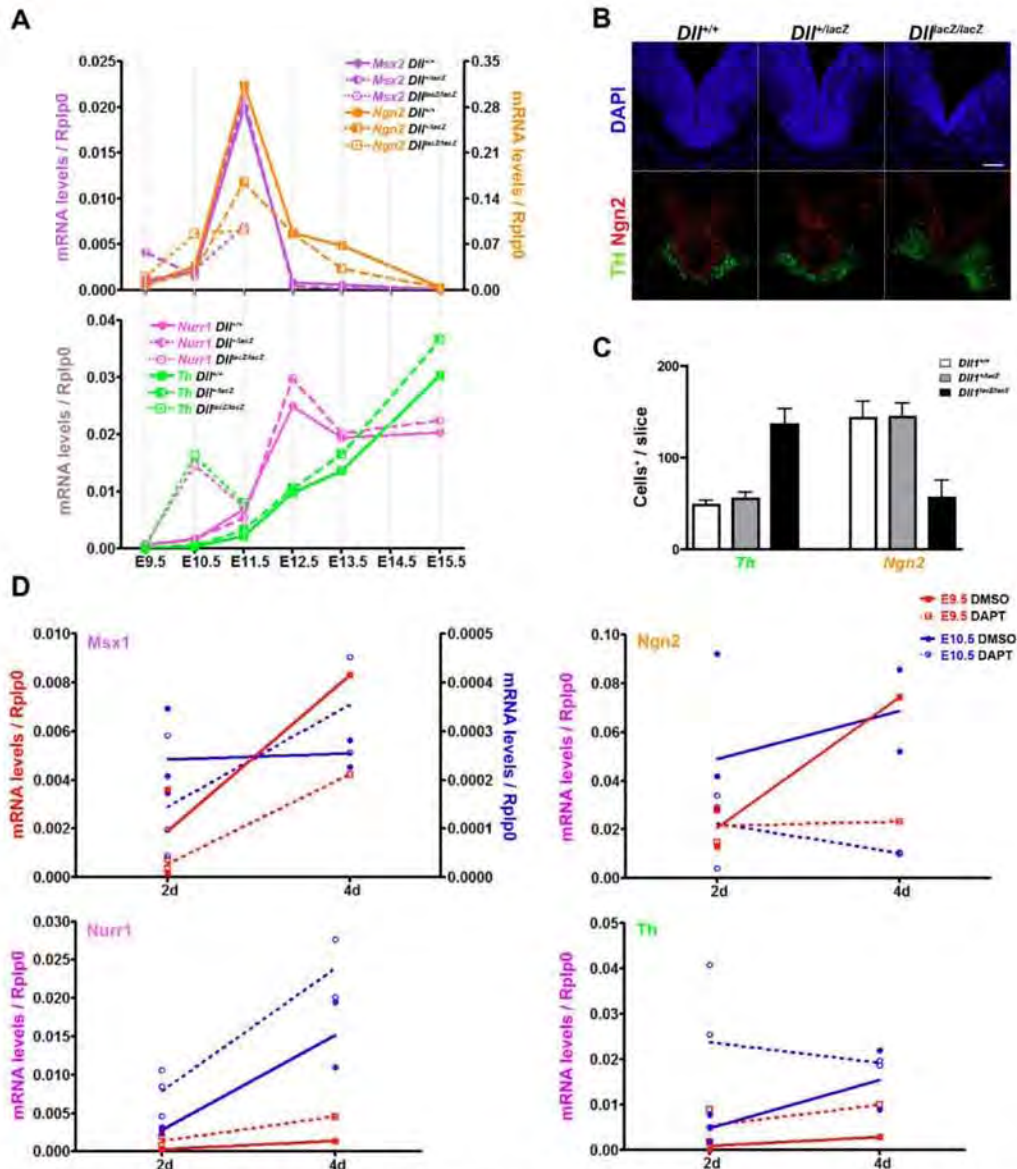 A
mRNA levels / Rplp0
0.025
0.020
0.015
0.010
0.005
0.000
Msx2 Dll+/+
Msx2 Dll+/lacZ
Msx2 DlllacZ/lacZ
Ngn2 Dll+/+
Ngn2 Dll+/lacZ
Ngn2 DlllacZ/lacZ
0.35
0.28
0.21
0.14
0.07
0.00
mRNA levels / Rplp0
mRNA levels / Rplp0
0.04
0.03
0.02
0.01
0.00
Nurr1 Dll+/+
Nurr1 Dll+/lacZ
Nurr1 DlllacZ/lacZ
Th Dll+/+
Th Dll+/lacZ
Th DlllacZ/lacZ
E9.5 E10.5 E11.5 E12.5 E13.5 E14.5 E15.5
B
Dll+/+ Dll+/lacZ DlllacZ/lacZ
DAPI
TH Ngn2
C
Cells+ / slice
200
150
0
Dll1+/+
Dll1+/lacZ
Dll1lacZ/lacZ
Th Ngn2
D
Msx1
mRNA levels / Rplp0
0.010
0.008
0.006
0.004
0.002
0.000
0.0005
0.0004
0.0003
0.0002
0.0001
0.0000
mRNA levels / Rplp0
2d 4d
Ngn2
mRNA levels / Rplp0
0.10
0.08
0.06
0.04
0.02
0.00
2d 4d
E9.5 DMSO
E9.5 DAPT
E10.5 DMSO
E10.5 DAPT
Nurr1
mRNA levels / Rplp0
0.030
0.025
0.020
0.015
0.010
0.005
0.000
2d 4d
Th
mRNA levels / Rplp0
0.05
0.04
0.03
0.02
0.01
0.00
2d 4d